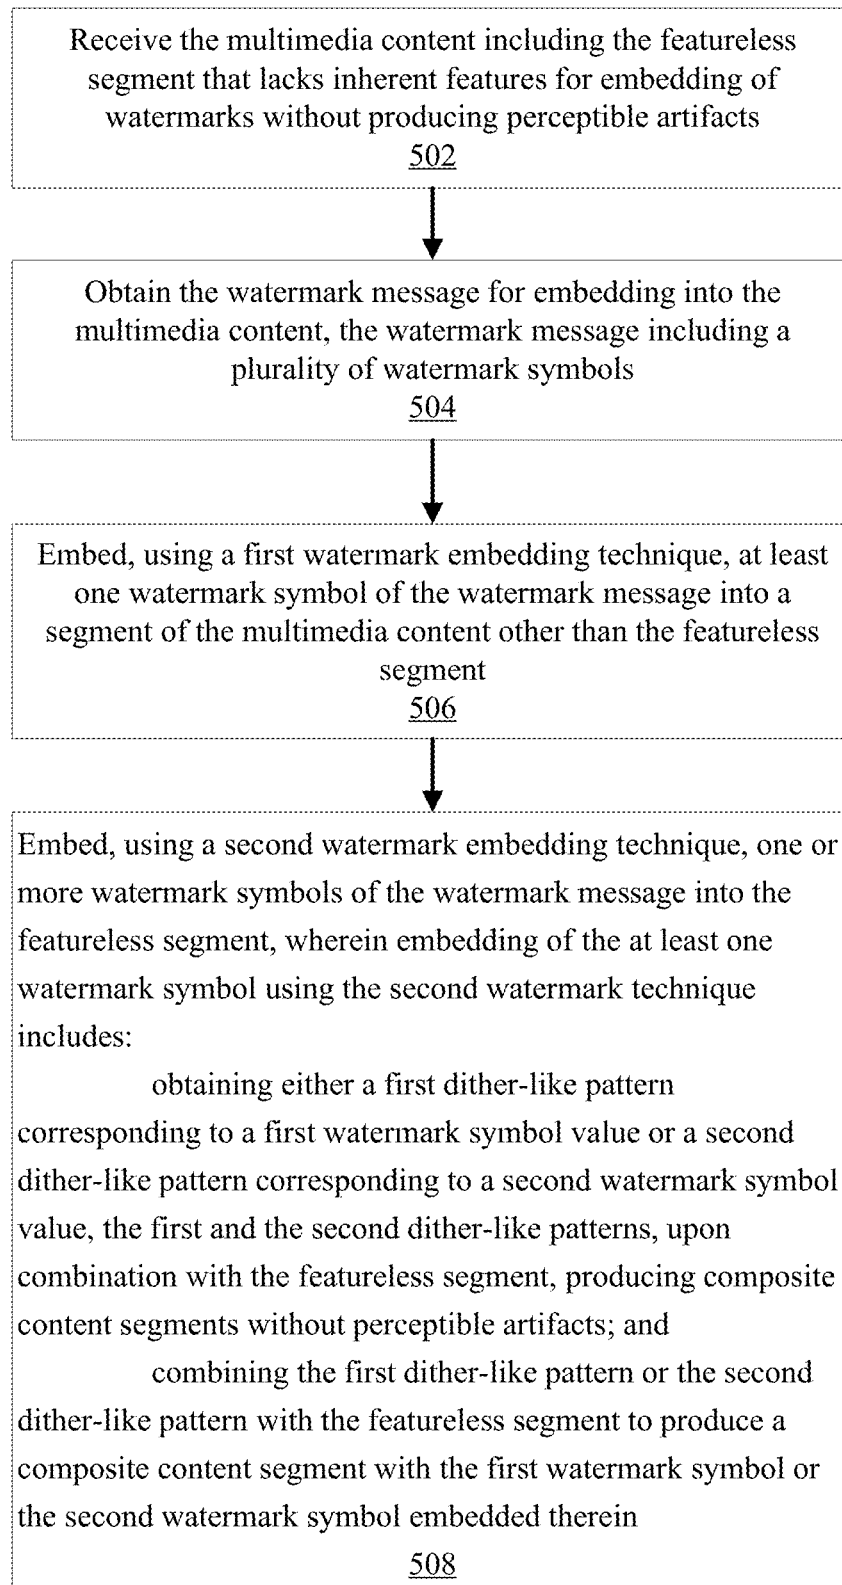 Receive the multimedia content including the featureless
segment that lacks inherent features for embedding of
watermarks without producing perceptible artifacts
502
Obtain the watermark message for embedding into the
multimedia content, the watermark message including a
plurality of watermark symbols
504
Embed, using a first watermark embedding technique, at least
one watermark symbol of the watermark message into a
segment of the multimedia content other than the featureless
segment
506
Embed, using a second watermark embedding technique, one or
more watermark symbols of the watermark message into the
featureless segment, wherein embedding of the at least one
watermark symbol using the second watermark technique
includes:
obtaining either a first dither-like pattern
corresponding to a first watermark symbol value or a second
dither-like pattern corresponding to a second watermark symbol
value, the first and the second dither-like patterns, upon
combination with the featureless segment, producing composite
content segments without perceptible artifacts; and
combining the first dither-like pattern or the second
dither-like pattern with the featureless segment to produce a
composite content segment with the first watermark symbol or
the second watermark symbol embedded therein
508